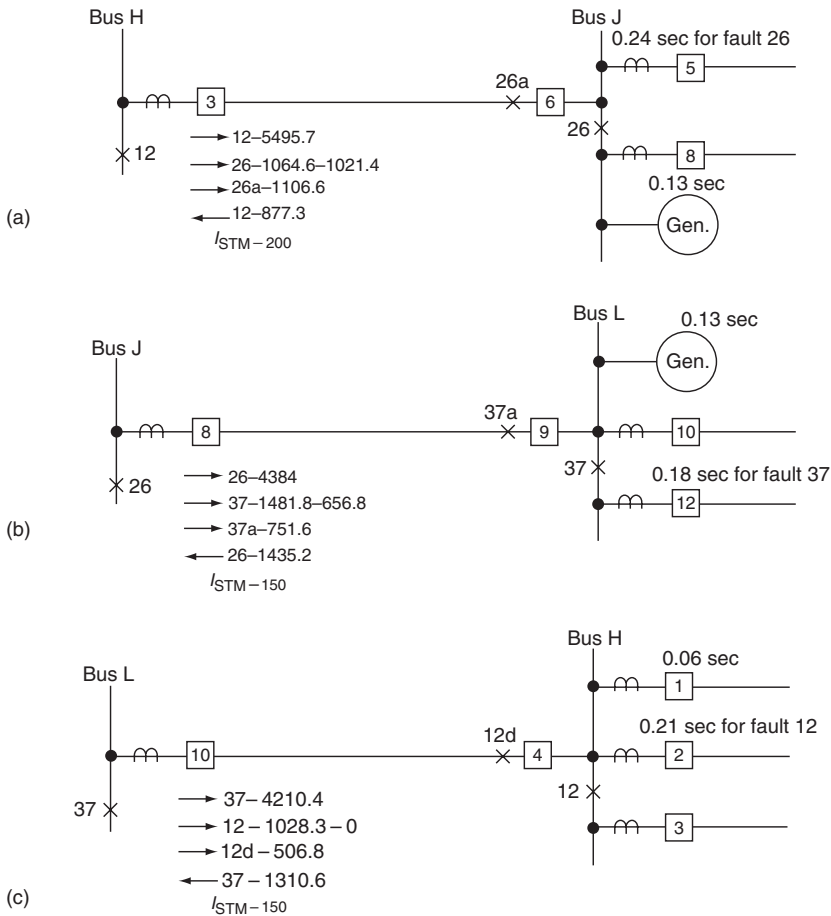 Bus H
Bus J
0.24 sec for fault 26
5
26a
3
6
26
12
12–5495.7
26–1064.6–1021.4
26a–1106.6
12–877.3
I_STM – 200
8
0.13 sec
Gen.
(a)
Bus L
0.13 sec
Gen.
Bus J
37a
8
9
10
37
0.18 sec for fault 37
12
26
26–4384
37–1481.8–656.8
37a–751.6
26–1435.2
I_STM – 150
(b)
Bus H
0.06 sec
1
Bus L
0.21 sec for fault 12
12d
10
4
2
12
37
37– 4210.4
12 – 1028.3 – 0
12d – 506.8
37 – 1310.6
I_STM – 150
3
(c)